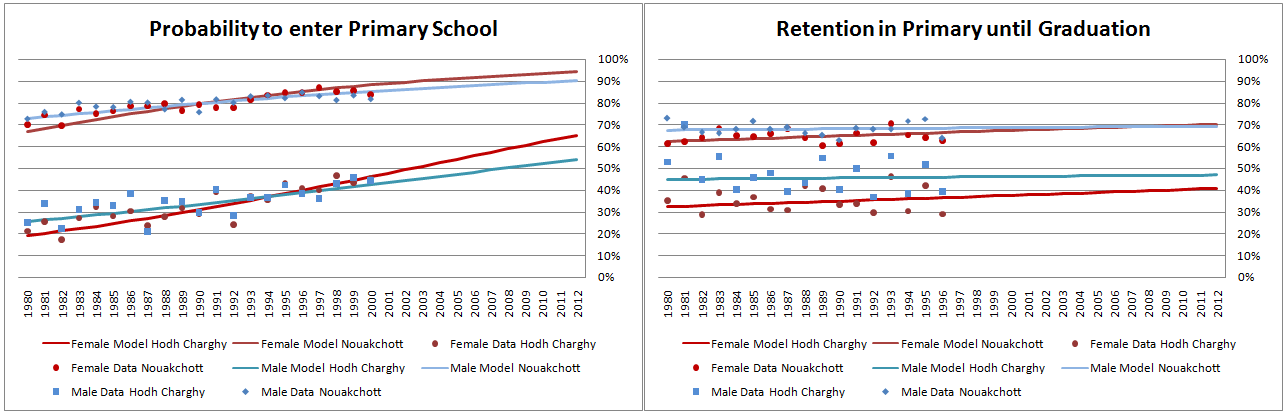 Probability to enter Primary School
100%
90%
80%
70%
60%
50%
40%
30%
20%
10%
0%
1980 1981 1982 1983 1984 1985 1986 1987 1988 1989 1990 1991 1992 1993 1994 1995 1996 1997 1998 1999 2000 2001 2002 2003 2004 2005 2006 2007 2008 2009 2010 2011 2012
Female Model Hodh Charghy Female Model Nouakchott Female Data Hodh Charghy
Female Data Nouakchott Male Model Hodh Charghy Male Model Nouakchott
Male Data Hodh Charghy Male Data Nouakchott
Retention in Primary until Graduation
100%
90%
80%
70%
60%
50%
40%
30%
20%
10%
0%
1980 1981 1982 1983 1984 1985 1986 1987 1988 1989 1990 1991 1992 1993 1994 1995 1996 1997 1998 1999 2000 2001 2002 2003 2004 2005 2006 2007 2008 2009 2010 2011 2012
Female Model Hodh Charghy Female Model Nouakchott Female Data Hodh Charghy
Female Data Nouakchott Male Model Hodh Charghy Male Model Nouakchott
Male Data Hodh Charghy Male Data Nouakchott